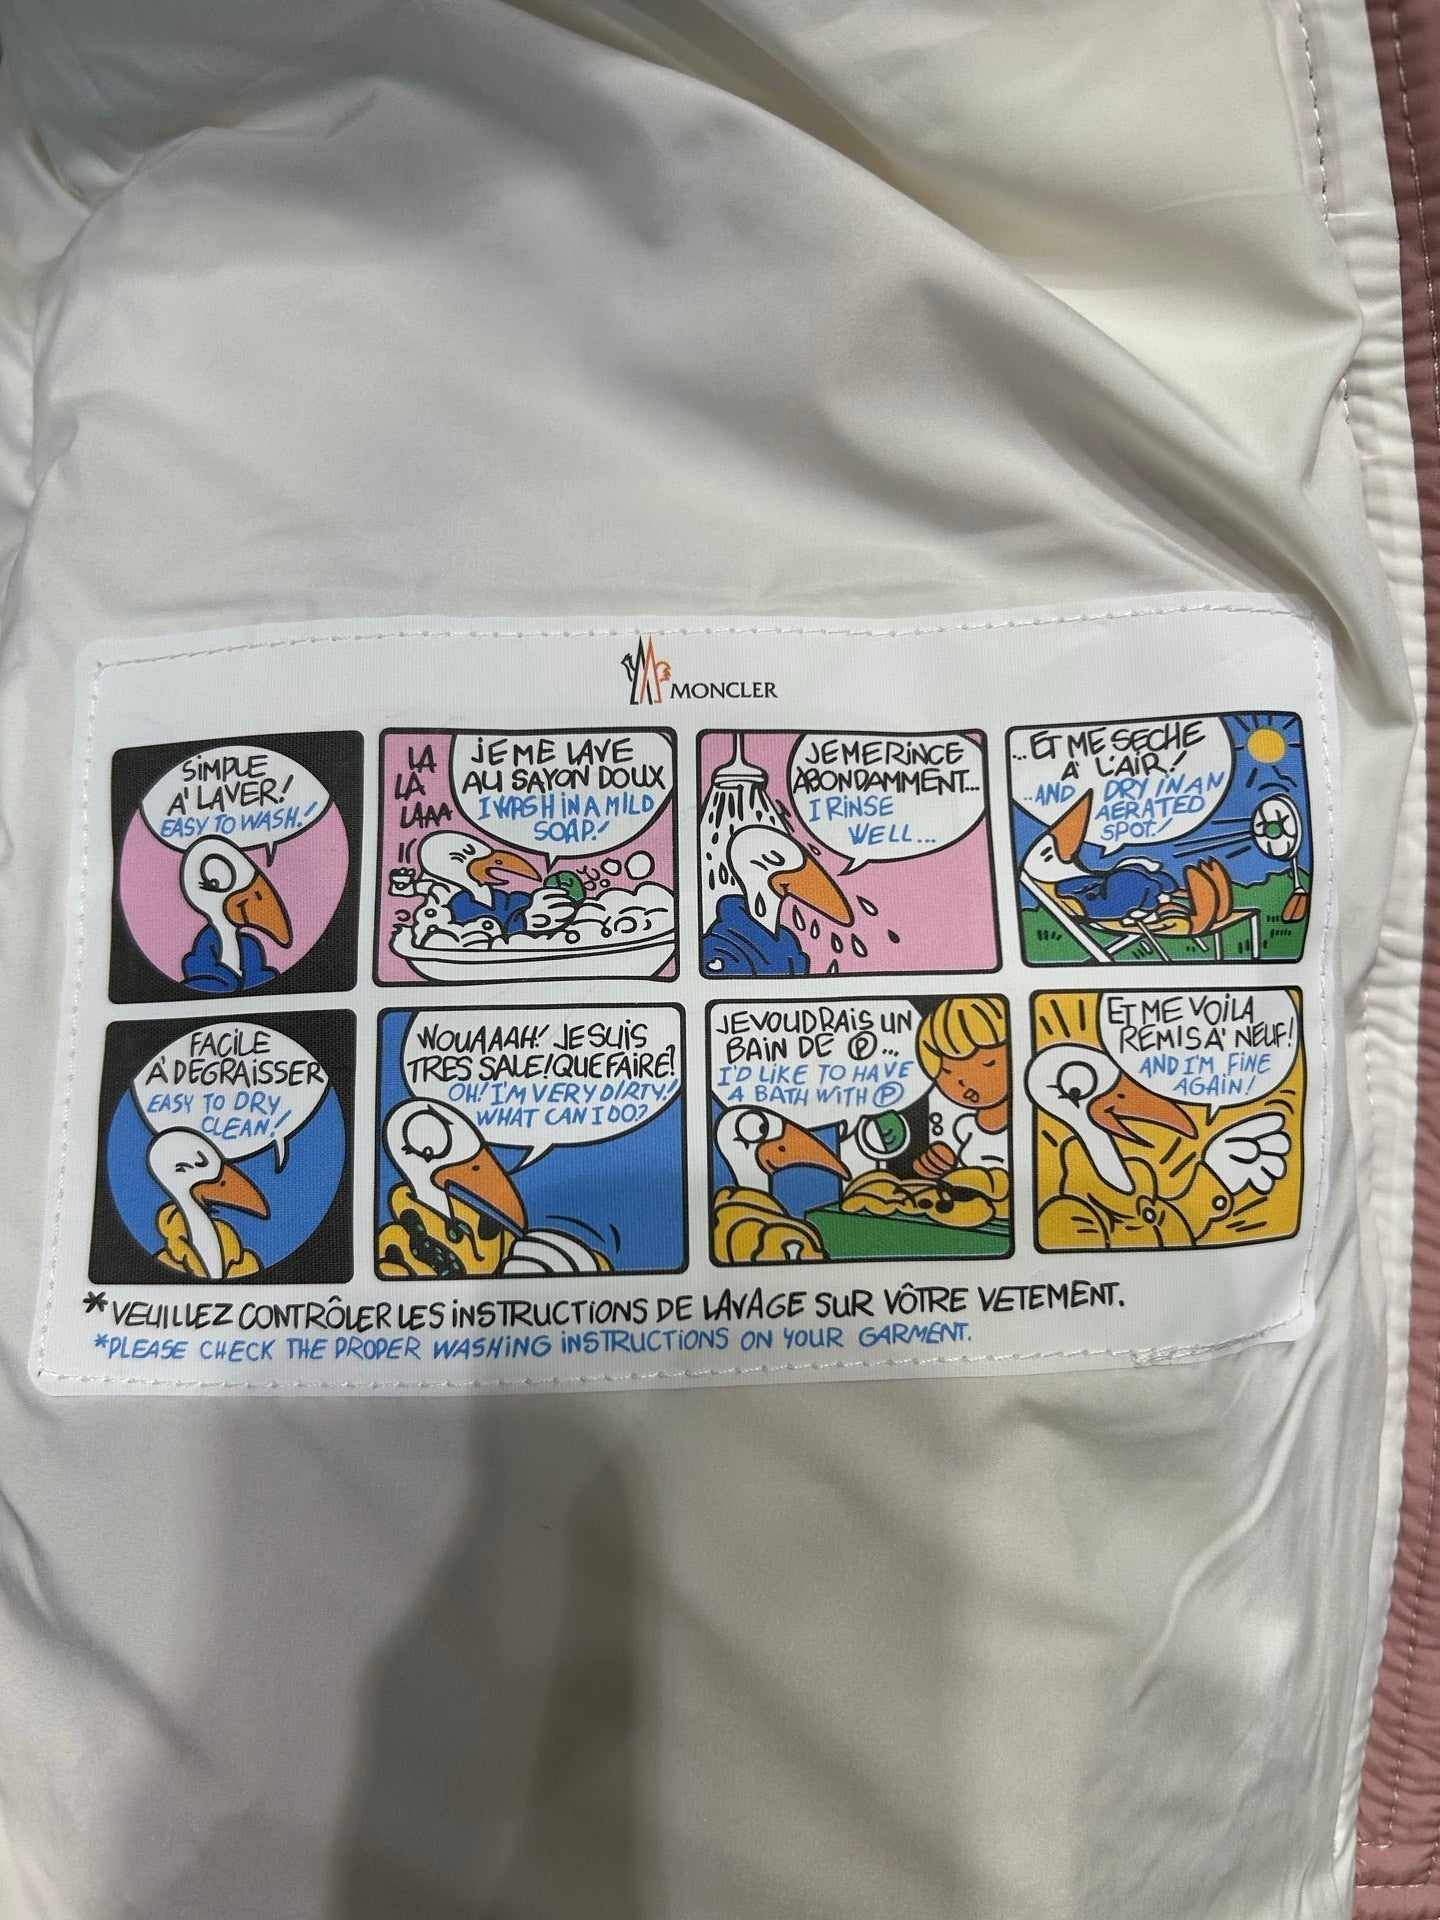 MONCLER
SIMPLE
A' LAVER!
EASY TO WASH!
LA
LA
LAAA
JE ME LAVE
AU SAYON DOUX
I WASH IN A MILD
SOAP!
JE ME RINCE
ABONDAMMENT...
I RINSE
WELL...
..ET ME SECHE
A' L'AIR!
..AND DRY IN AN
AERATED
SPOT!
FACILE
À DEGRAISSER
EASY TO DRY
CLEAN!
WOUAAAH! JE SUIS
TRES SALE! QUE FAIRE?
OH! I'M VERY DIRTY!
WHAT CAN I DO?
JE VOUDRAIS UN
BAIN DE Ⓟ...
I'D LIKE TO HAVE
A BATH WITH Ⓟ
ET ME VOILA
REMIS A' NEUF!
AND I'M FINE
AGAIN!
*VEUILLEZ CONTRÔLER LES INSTRUCTIONS DE LAVAGE SUR VÔTRE VETEMENT.
*PLEASE CHECK THE PROPER WASHING INSTRUCTIONS ON YOUR GARMENT.